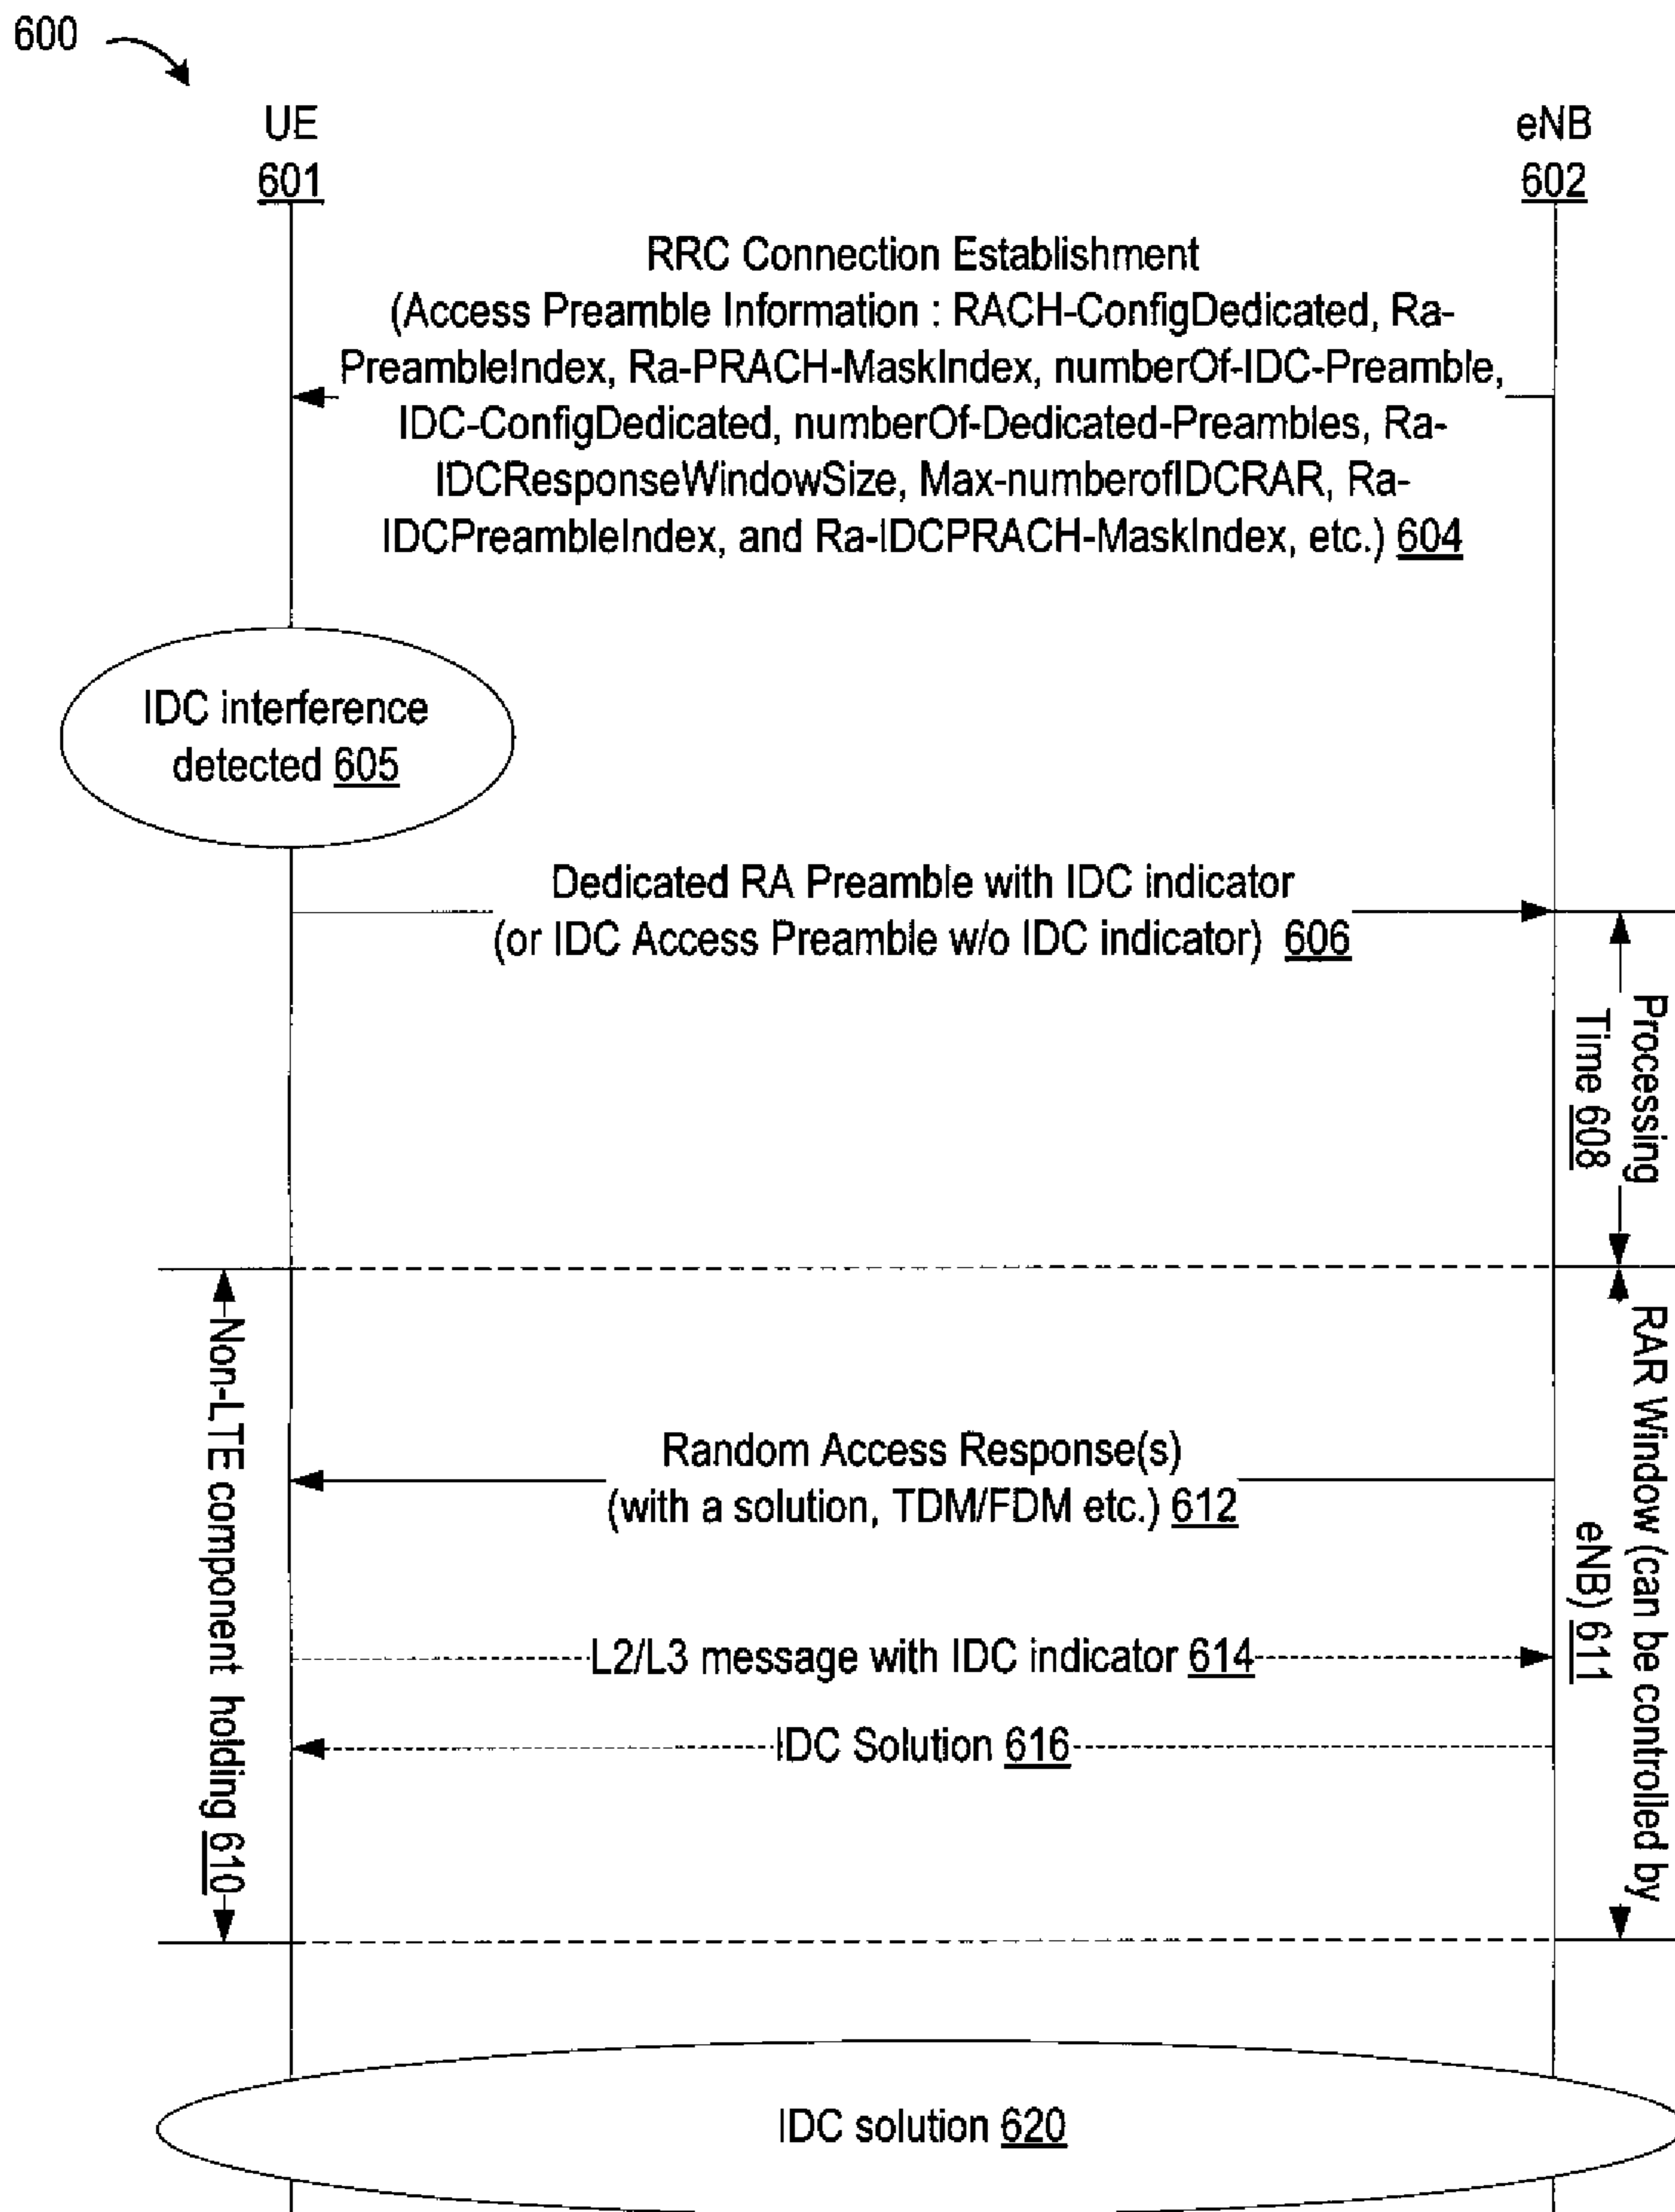 600
UE
601
eNB
602
RRC Connection Establishment
(Access Preamble Information : RACH-ConfigDedicated, Ra-
PreambleIndex, Ra-PRACH-MaskIndex, numberOf-IDC-Preamble,
IDC-ConfigDedicated, numberOf-Dedicated-Preambles, Ra-
IDCResponseWindowSize, Max-numberofIDCRAR, Ra-
IDCPreambleIndex, and Ra-IDCPRACH-MaskIndex, etc.) 604
IDC interference
detected 605
Dedicated RA Preamble with IDC indicator
(or IDC Access Preamble w/o IDC indicator) 606
Processing
Time 608
Non-LTE component holding 610
RAR Window (can be controlled by
eNB) 611
Random Access Response(s)
(with a solution, TDM/FDM etc.) 612
L2/L3 message with IDC indicator 614
IDC Solution 616
IDC solution 620